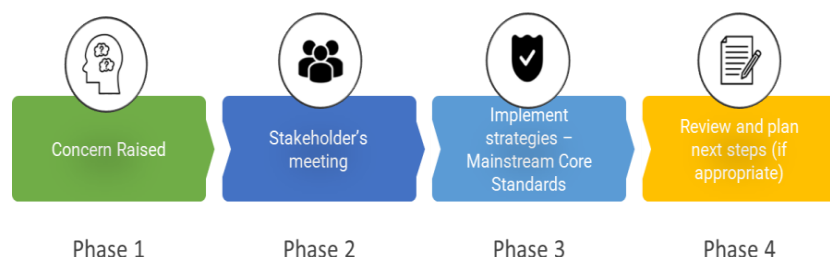 Concern Raised
Stakeholder's
meeting
Implement
strategies –
Mainstream Core
Standards
Review and plan
next steps (if
appropriate)
Phase 1
Phase 2
Phase 3
Phase 4